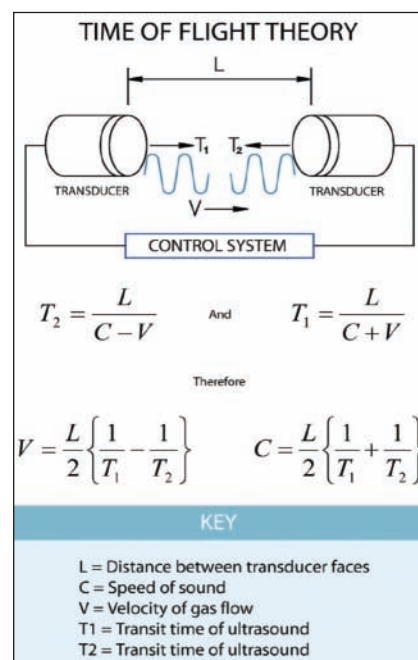 TIME OF FLIGHT THEORY
L
T₁ T₂
TRANSDUCER TRANSDUCER
V
CONTROL SYSTEM
T₂ = L / (C − V) And T₁ = L / (C + V)
Therefore
V = L/2 {1/T₁ − 1/T₂} C = L/2 {1/T₁ + 1/T₂}
KEY
L = Distance between transducer faces
C = Speed of sound
V = Velocity of gas flow
T1 = Transit time of ultrasound
T2 = Transit time of ultrasound